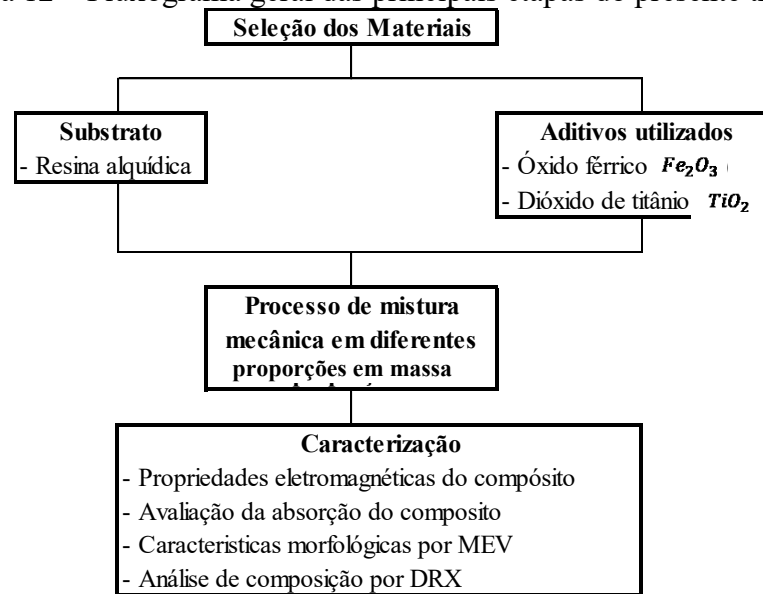 Seleção dos Materiais
Substrato
- Resina alquídica
Aditivos utilizados
- Óxido férrico Fe₂O₃
- Dióxido de titânio TiO₂
Processo de mistura
mecânica em diferentes
proporções em massa
Caracterização
- Propriedades eletromagnéticas do compósito
- Avaliação da absorção do composito
- Caracteristicas morfológicas por MEV
- Análise de composição por DRX